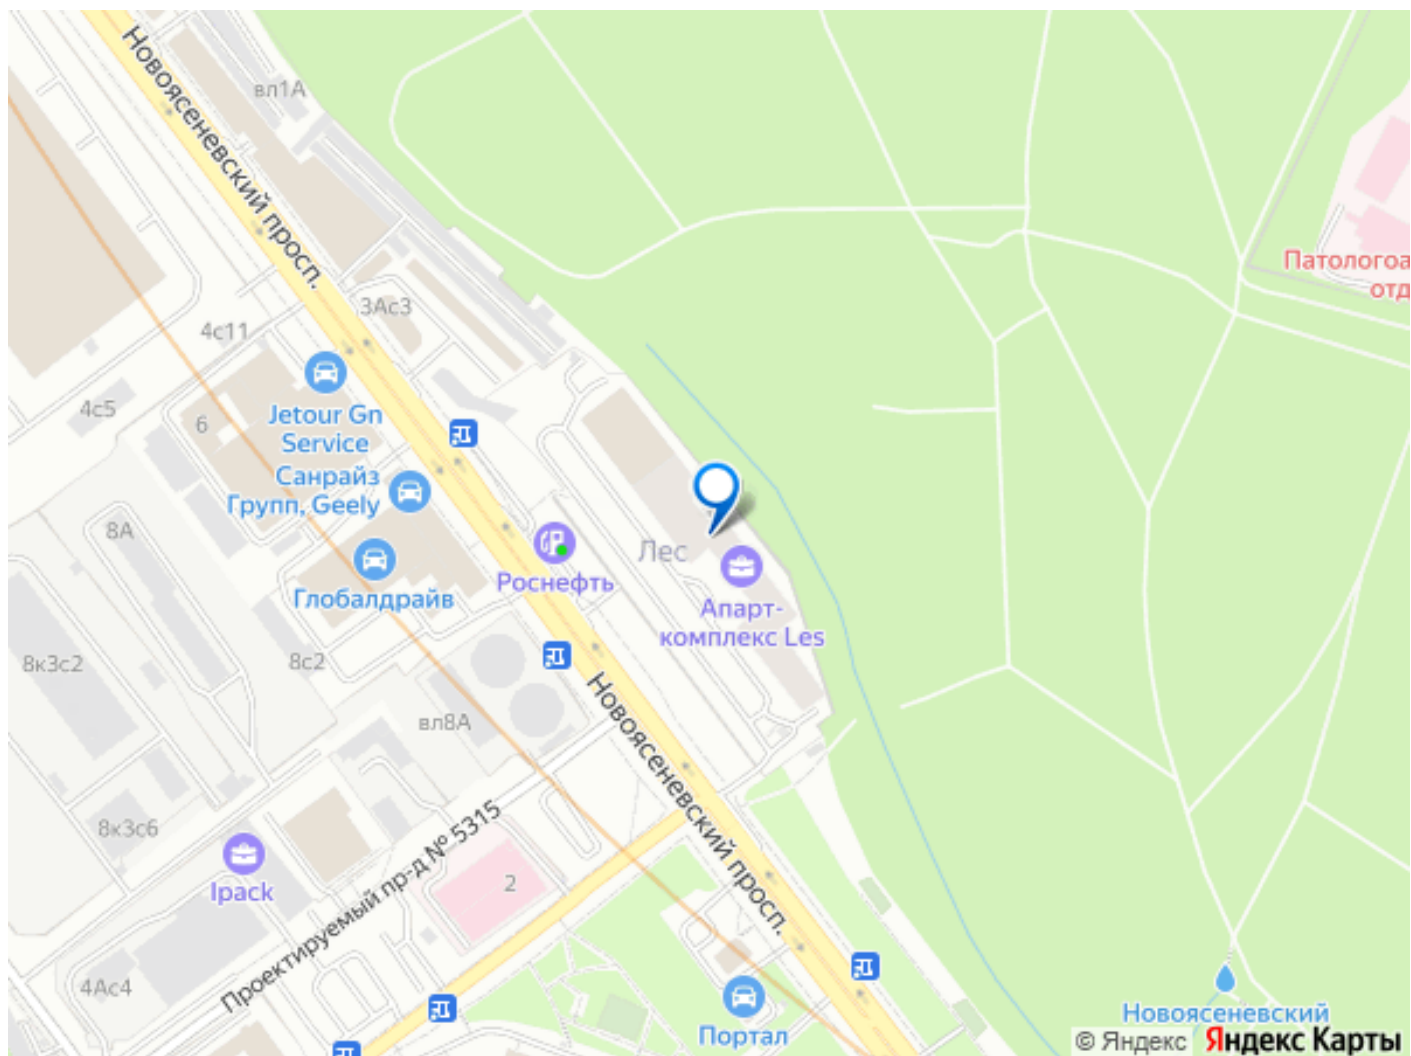 Новоясеневский просп.
вл1А
3Ас3
4с11
Jetour Gn
Service
4с5
6
Санрайз
Групп, Geely
8А
Глобалдрайв
Роснефть
Лес
Апарт-
комплекс Les
Патологоа
отд
8к3с2
8с2
вл8А
Новоясеневский просп.
8к3с6
Ipack
Проектируемый пр-д № 5315
2
4Ас4
Портал
Новоясеневский
© Яндекс Яндекс Карты